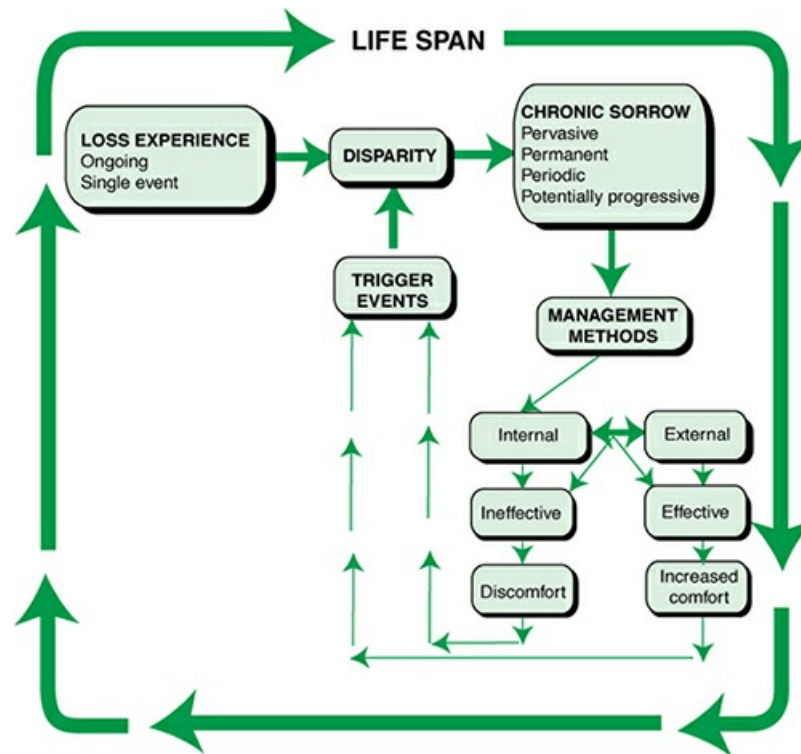 LIFE SPAN
LOSS EXPERIENCE
Ongoing
Single event
DISPARITY
CHRONIC SORROW
Pervasive
Permanent
Periodic
Potentially progressive
TRIGGER
EVENTS
MANAGEMENT
METHODS
Internal
External
Ineffective
Effective
Discomfort
Increased
comfort